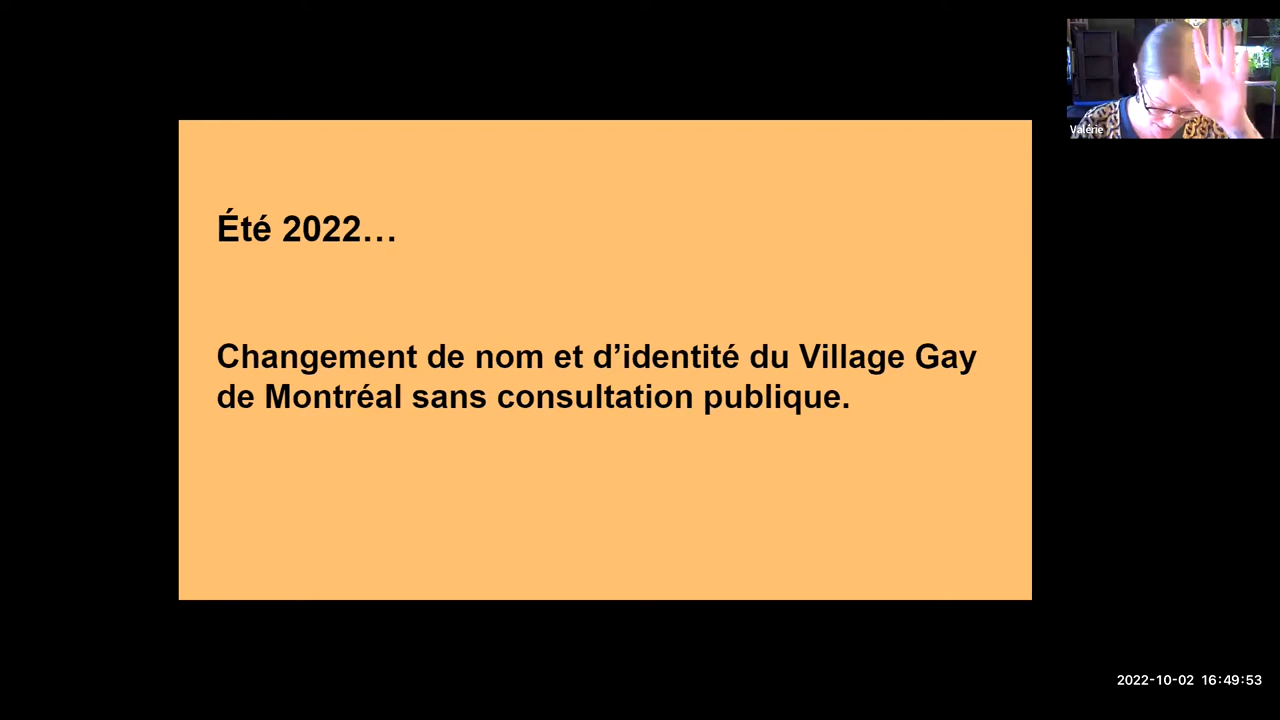 Valérie
Été 2022…
Changement de nom et d’identité du Village Gay
de Montréal sans consultation publique.
2022-10-02 16:49:53